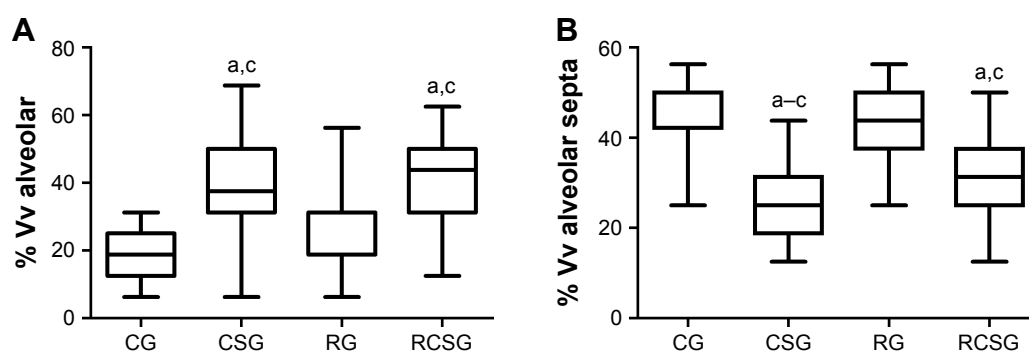 A
% Vv alveolar
80
60
40
20
0
a,c
a,c
CG
CSG
RG
RCSG
B
% Vv alveolar septa
60
40
20
0
a–c
a,c
CG
CSG
RG
RCSG